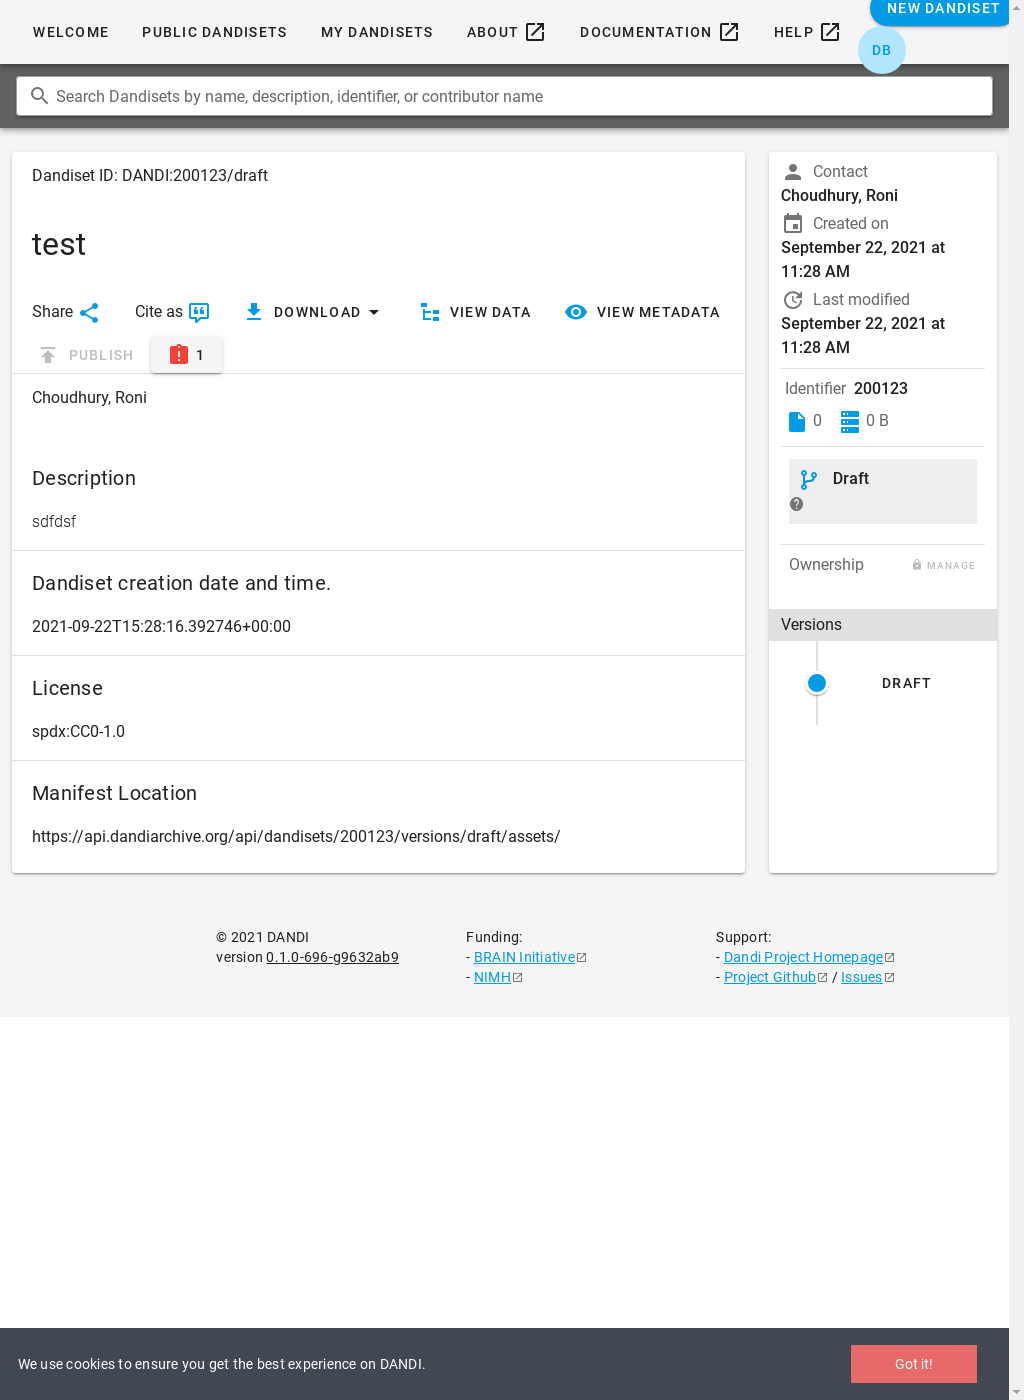 WELCOME
PUBLIC DANDISETS
MY DANDISETS
ABOUT
DOCUMENTATION
HELP
NEW DANDISET
DB
Search Dandisets by name, description, identifier, or contributor name
Dandiset ID: DANDI:200123/draft
test
Share
Cite as
DOWNLOAD
VIEW DATA
VIEW METADATA
PUBLISH
1
Choudhury, Roni
Description
sdfdsf
Dandiset creation date and time.
2021-09-22T15:28:16.392746+00:00
License
spdx:CC0-1.0
Manifest Location
https://api.dandiarchive.org/api/dandisets/200123/versions/draft/assets/
Contact
Choudhury, Roni
Created on
September 22, 2021 at
11:28 AM
Last modified
September 22, 2021 at
11:28 AM
Identifier 200123
0
0 B
Draft
Ownership
MANAGE
Versions
DRAFT
© 2021 DANDI
version 0.1.0-696-g9632ab9
Funding:
- BRAIN Initiative
- NIMH
Support:
- Dandi Project Homepage
- Project Github / Issues
We use cookies to ensure you get the best experience on DANDI.
Got it!